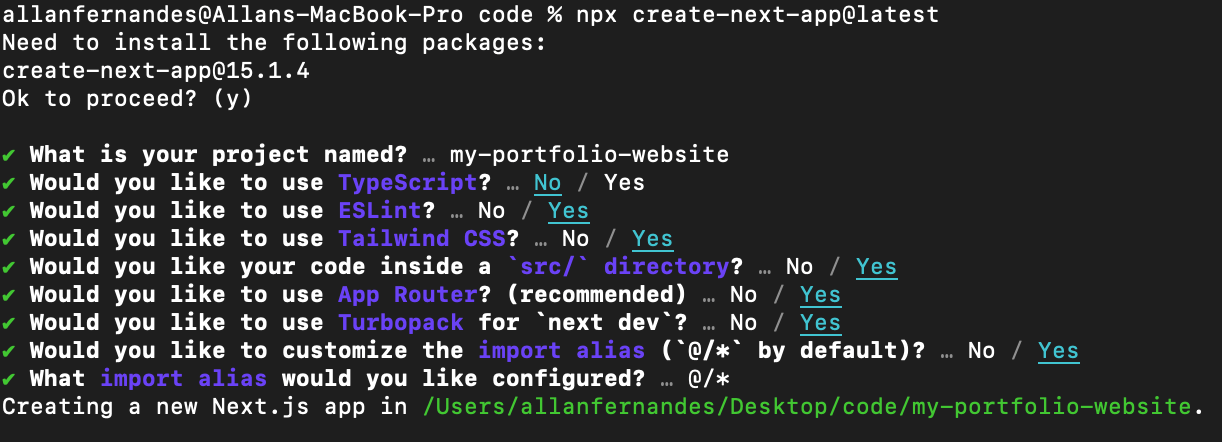 allanfernandes@Allans-MacBook-Pro code % npx create-next-app@latest
Need to install the following packages:
create-next-app@15.1.4
Ok to proceed? (y)
✔ What is your project named? … my-portfolio-website
✔ Would you like to use TypeScript? … No / Yes
✔ Would you like to use ESLint? … No / Yes
✔ Would you like to use Tailwind CSS? … No / Yes
✔ Would you like your code inside a `src/` directory? … No / Yes
✔ Would you like to use App Router? (recommended) … No / Yes
✔ Would you like to use Turbopack for `next dev`? … No / Yes
✔ Would you like to customize the import alias (`@/*` by default)? … No / Yes
✔ What import alias would you like configured? … @/*
Creating a new Next.js app in /Users/allanfernandes/Desktop/code/my-portfolio-website.